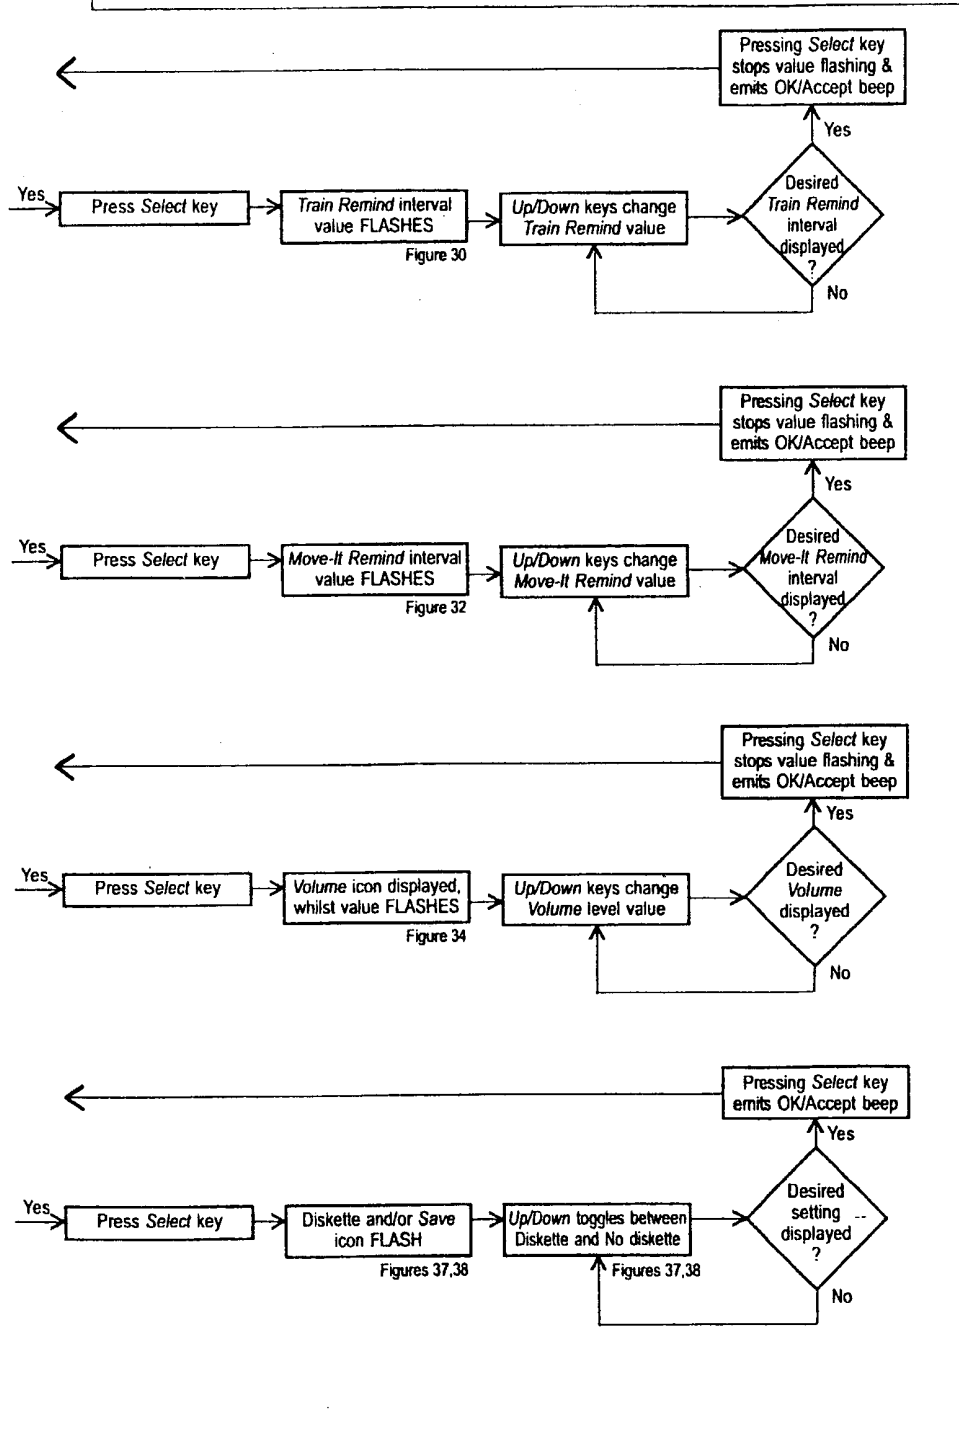 Pressing Select key
stops value flashing &
emits OK/Accept beep
Yes
Yes
Press Select key
Train Remind interval
value FLASHES
Figure 30
Up/Down keys change
Train Remind value
Desired
Train Remind
interval
displayed
?
No
Pressing Select key
stops value flashing &
emits OK/Accept beep
Yes
Yes
Press Select key
Move-It Remind interval
value FLASHES
Figure 32
Up/Down keys change
Move-It Remind value
Desired
Move-It Remind
interval
displayed
?
No
Pressing Select key
stops value flashing &
emits OK/Accept beep
Yes
Yes
Press Select key
Volume icon displayed,
whilst value FLASHES
Figure 34
Up/Down keys change
Volume level value
Desired
Volume
displayed
?
No
Pressing Select key
emits OK/Accept beep
Yes
Yes
Press Select key
Diskette and/or Save
icon FLASH
Figures 37,38
Up/Down toggles between
Diskette and No diskette
Figures 37,38
Desired
setting
displayed
?
No